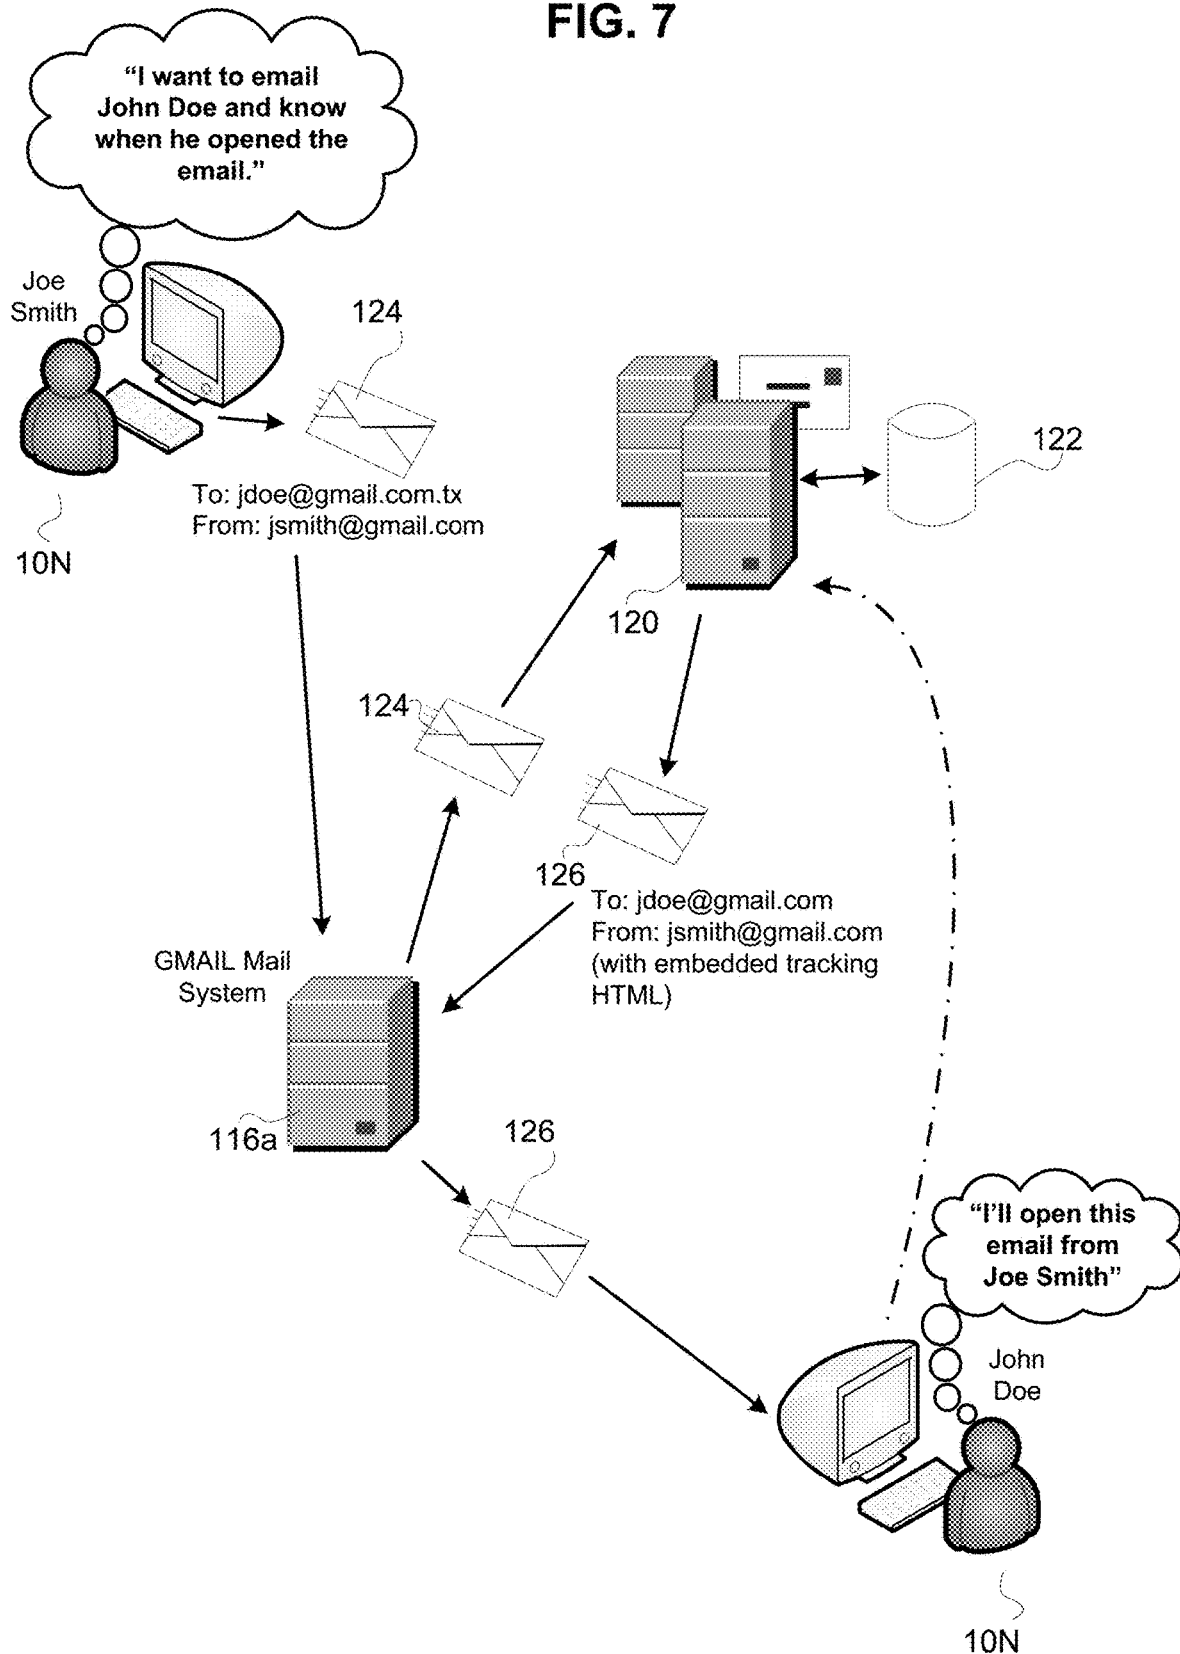 FIG. 7
“I want to email
John Doe and know
when he opened the
email.”
Joe
Smith
124
To: jdoe@gmail.com.tx
From: jsmith@gmail.com
10N
122
120
124
126
To: jdoe@gmail.com
From: jsmith@gmail.com
(with embedded tracking
HTML)
GMAIL Mail
System
116a
126
“I’ll open this
email from
Joe Smith”
John
Doe
10N